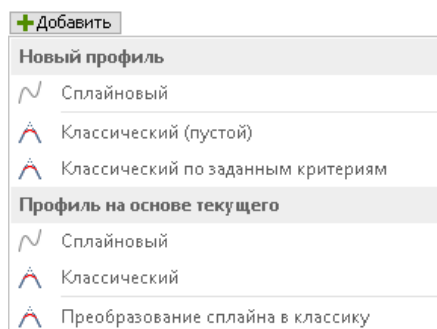 Добавить
Новый профиль
Сплайновый
Классический (пустой)
Классический по заданным критериям
Профиль на основе текущего
Сплайновый
Классический
Преобразование сплайна в классику